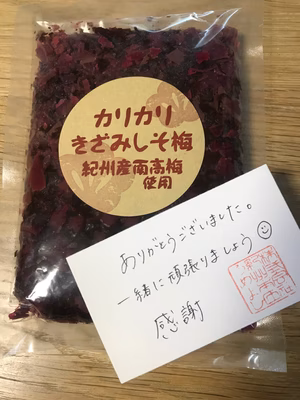 カリカリ
きざみしそ梅
紀州産南高梅
使用
ありがとうございました。
一緒に頑張りましょう
感謝